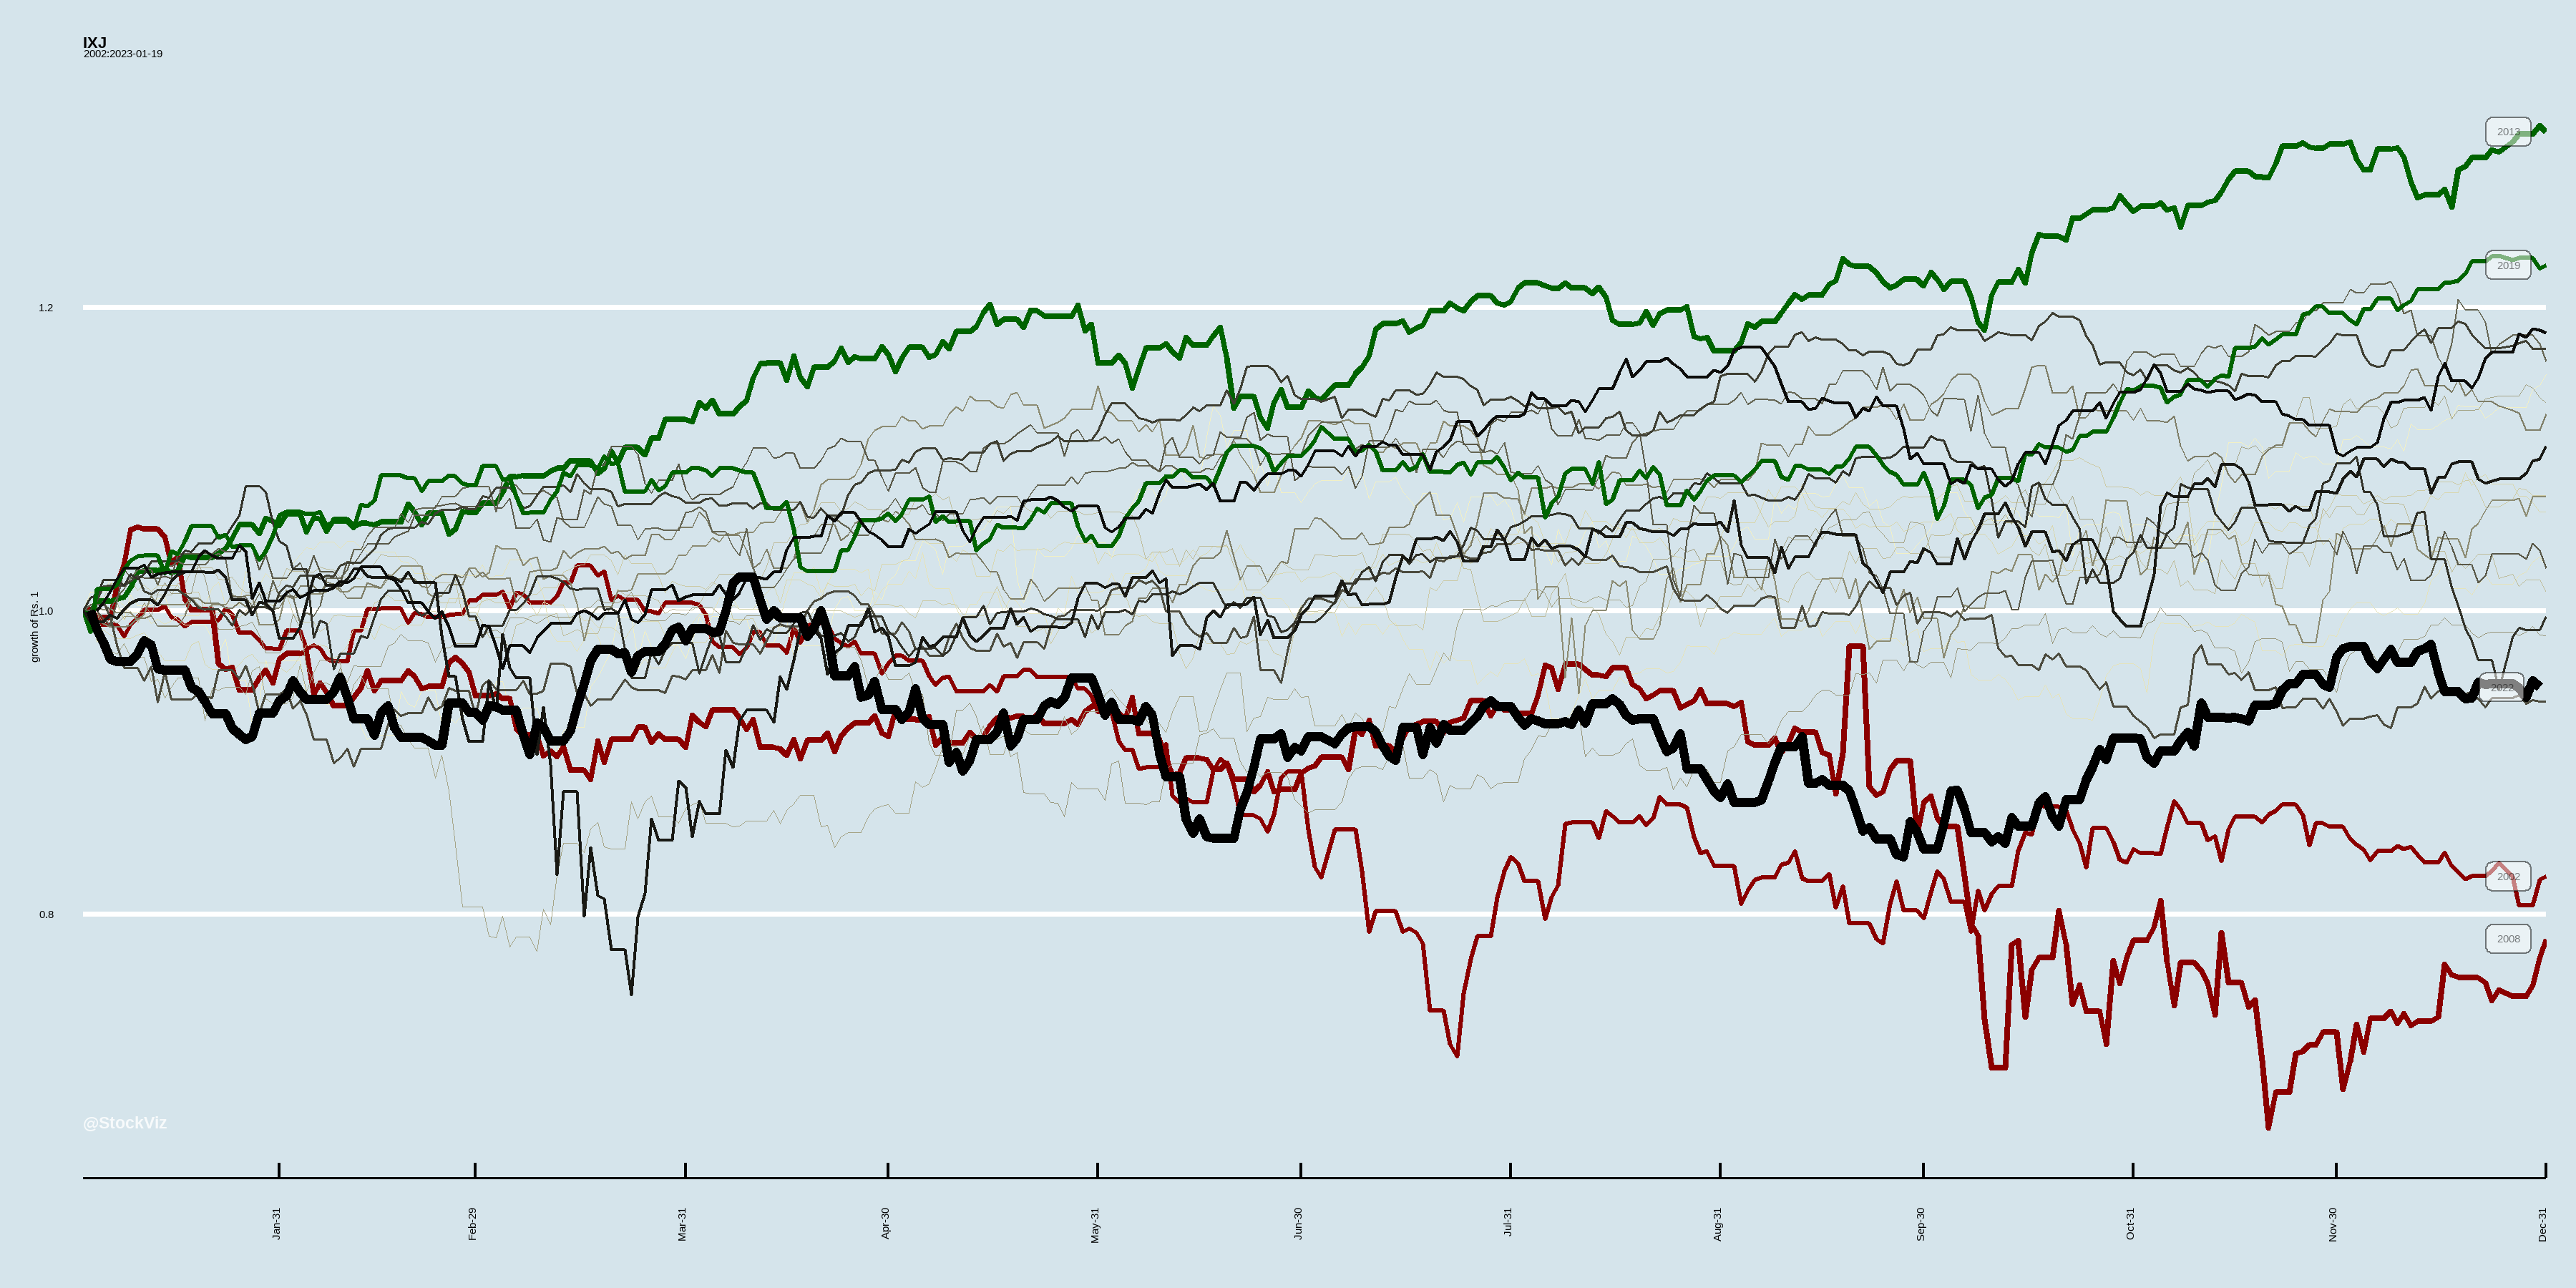 IXJ
2002:2023-01-19
2013
2019
1.2
growth of Rs. 1
1.0
2022
2002
0.8
2008
@StockViz
Jan-31
Feb-29
Mar-31
Apr-30
May-31
Jun-30
Jul-31
Aug-31
Sep-30
Oct-31
Nov-30
Dec-31